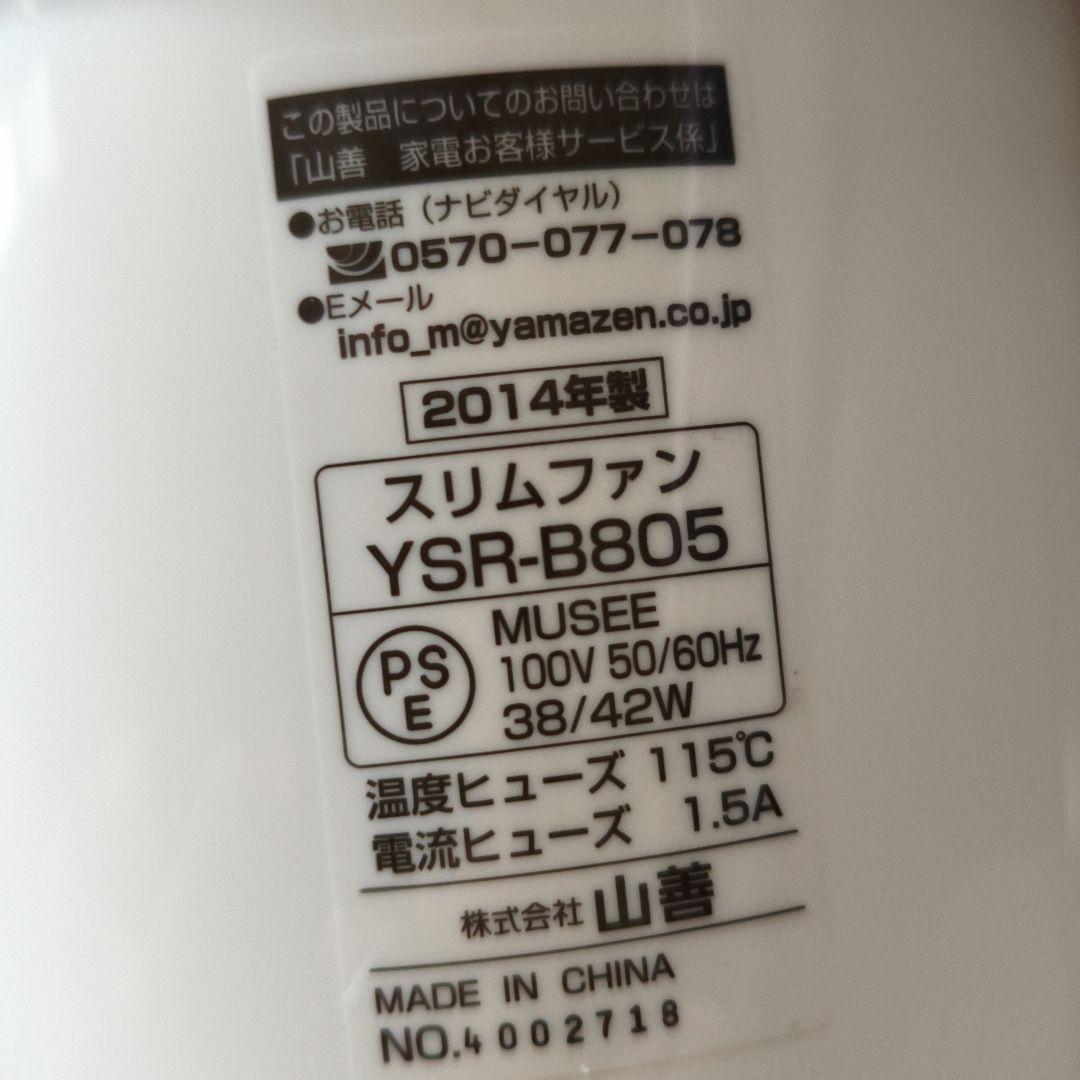 この製品についてのお問い合わせは
「山善 家電お客様サービス係」
●お電話（ナビダイヤル）
0570-077-078
●Eメール
info_m@yamazen.co.jp
2014年製
スリムファン
YSR-B805
PSE
MUSEE
100V 50/60Hz
38/42W
温度ヒューズ 115℃
電流ヒューズ 1.5A
株式会社 山善
MADE IN CHINA
NO.4002718